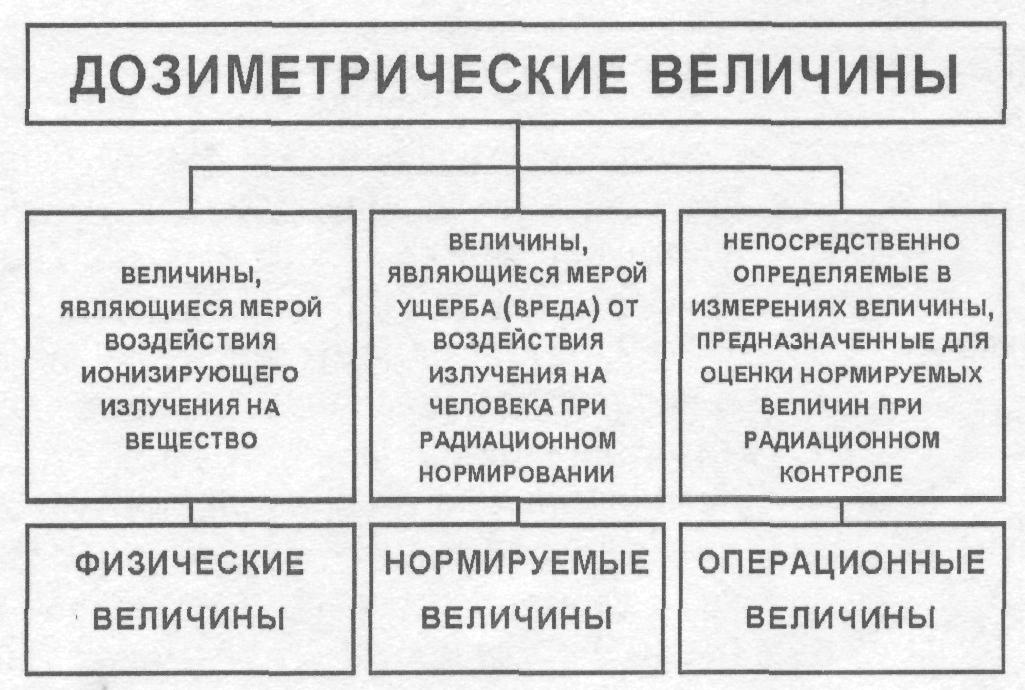 ДОЗИМЕТРИЧЕСКИЕ ВЕЛИЧИНЫ
ВЕЛИЧИНЫ,
ЯВЛЯЮЩИЕСЯ МЕРОЙ
ВОЗДЕЙСТВИЯ
ИОНИЗИРУЮЩЕГО
ИЗЛУЧЕНИЯ НА
ВЕЩЕСТВО
ВЕЛИЧИНЫ,
ЯВЛЯЮЩИЕСЯ МЕРОЙ
УЩЕРБА (ВРЕДА) ОТ
ВОЗДЕЙСТВИЯ
ИЗЛУЧЕНИЯ НА
ЧЕЛОВЕКА ПРИ
РАДИАЦИОННОМ
НОРМИРОВАНИИ
НЕПОСРЕДСТВЕННО
ОПРЕДЕЛЯЕМЫЕ В
ИЗМЕРЕНИЯХ ВЕЛИЧИНЫ,
ПРЕДНАЗНАЧЕННЫЕ ДЛЯ
ОЦЕНКИ НОРМИРУЕМЫХ
ВЕЛИЧИН ПРИ
РАДИАЦИОННОМ
КОНТРОЛЕ
ФИЗИЧЕСКИЕ
ВЕЛИЧИНЫ
НОРМИРУЕМЫЕ
ВЕЛИЧИНЫ
ОПЕРАЦИОННЫЕ
ВЕЛИЧИНЫ